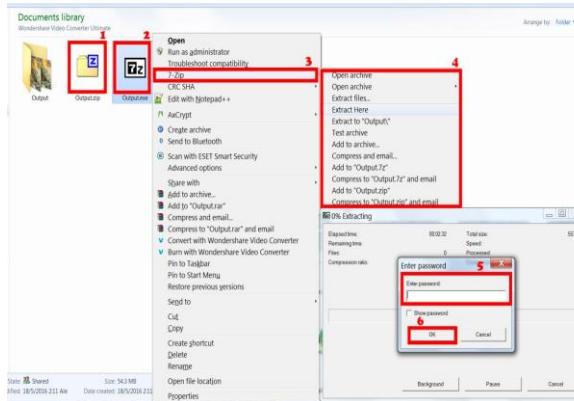 Documents library
Wondershare Video Converter Ultimate
Arrange by: Folder
1
2
Output
Output.zip
Output.exe
7z
Open
Run as administrator
Troubleshoot compatibility
7-Zip
3
CRC SHA
Edit with Notepad++
AxCrypt
Create archive
Send to Bluetooth
Scan with ESET Smart Security
Advanced options
Share with
Add to archive...
Add to "Output.rar"
Compress and email...
Compress to "Output.rar" and email
Convert with Wondershare Video Converter
Burn with Wondershare Video Converter
Pin to Taskbar
Pin to Start Menu
Restore previous versions
Send to
Cut
Copy
Create shortcut
Delete
Rename
Open file location
Properties
4
Open archive
Open archive
Extract files...
Extract Here
Extract to "Output\"
Test archive
Add to archive...
Compress and email...
Add to "Output.7z"
Compress to "Output.7z" and email
Add to "Output.zip"
Compress to "Output.zip" and email
0% Extracting
Elapsed time: 00:02:32 Total size:
Remaining time: Speed:
Files: 0 Processed:
Compression ratio:
Enter password 5
Enter password:
Show password
6
OK Cancel
Background Pause Cancel
State: Shared Size: 54.3 MB
18/5/2016 2:11 AM Date created: 18/5/2016 2:11